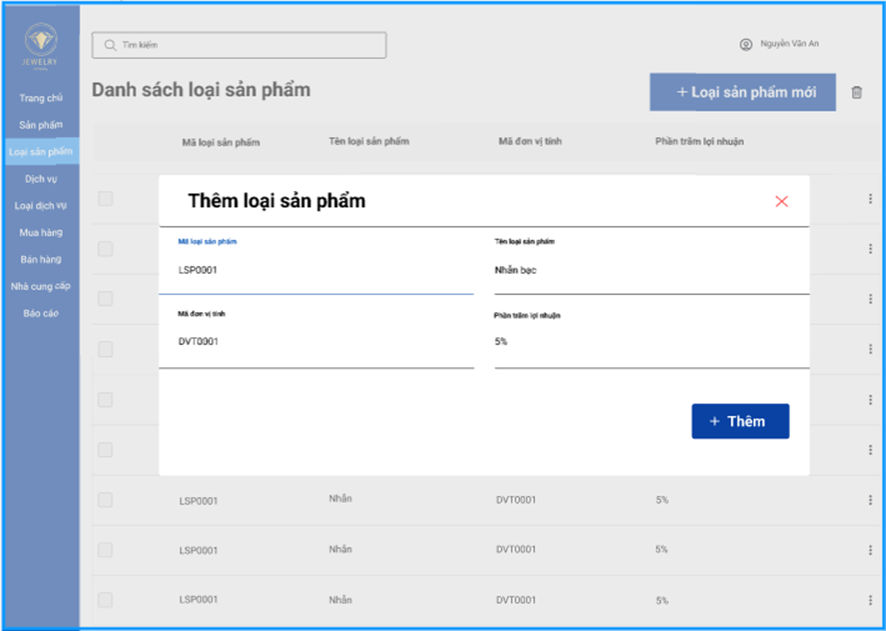 JEWELRY
Trang chủ
Sản phẩm
Loại sản phẩm
Dịch vụ
Loại dịch vụ
Mua hàng
Bán hàng
Nhà cung cấp
Báo cáo
Tìm kiếm
Nguyễn Văn An
Danh sách loại sản phẩm
+ Loại sản phẩm mới
Mã loại sản phẩm Tên loại sản phẩm Mã đơn vị tính Phần trăm lợi nhuận
Thêm loại sản phẩm
Mã loại sản phẩm Tên loại sản phẩm
LSP0001 Nhẫn bạc
Mã đơn vị tính Phần trăm lợi nhuận
DVT0001 5%
+ Thêm
LSP0001 Nhẫn DVT0001 5%
LSP0001 Nhẫn DVT0001 5%
LSP0001 Nhẫn DVT0001 5%